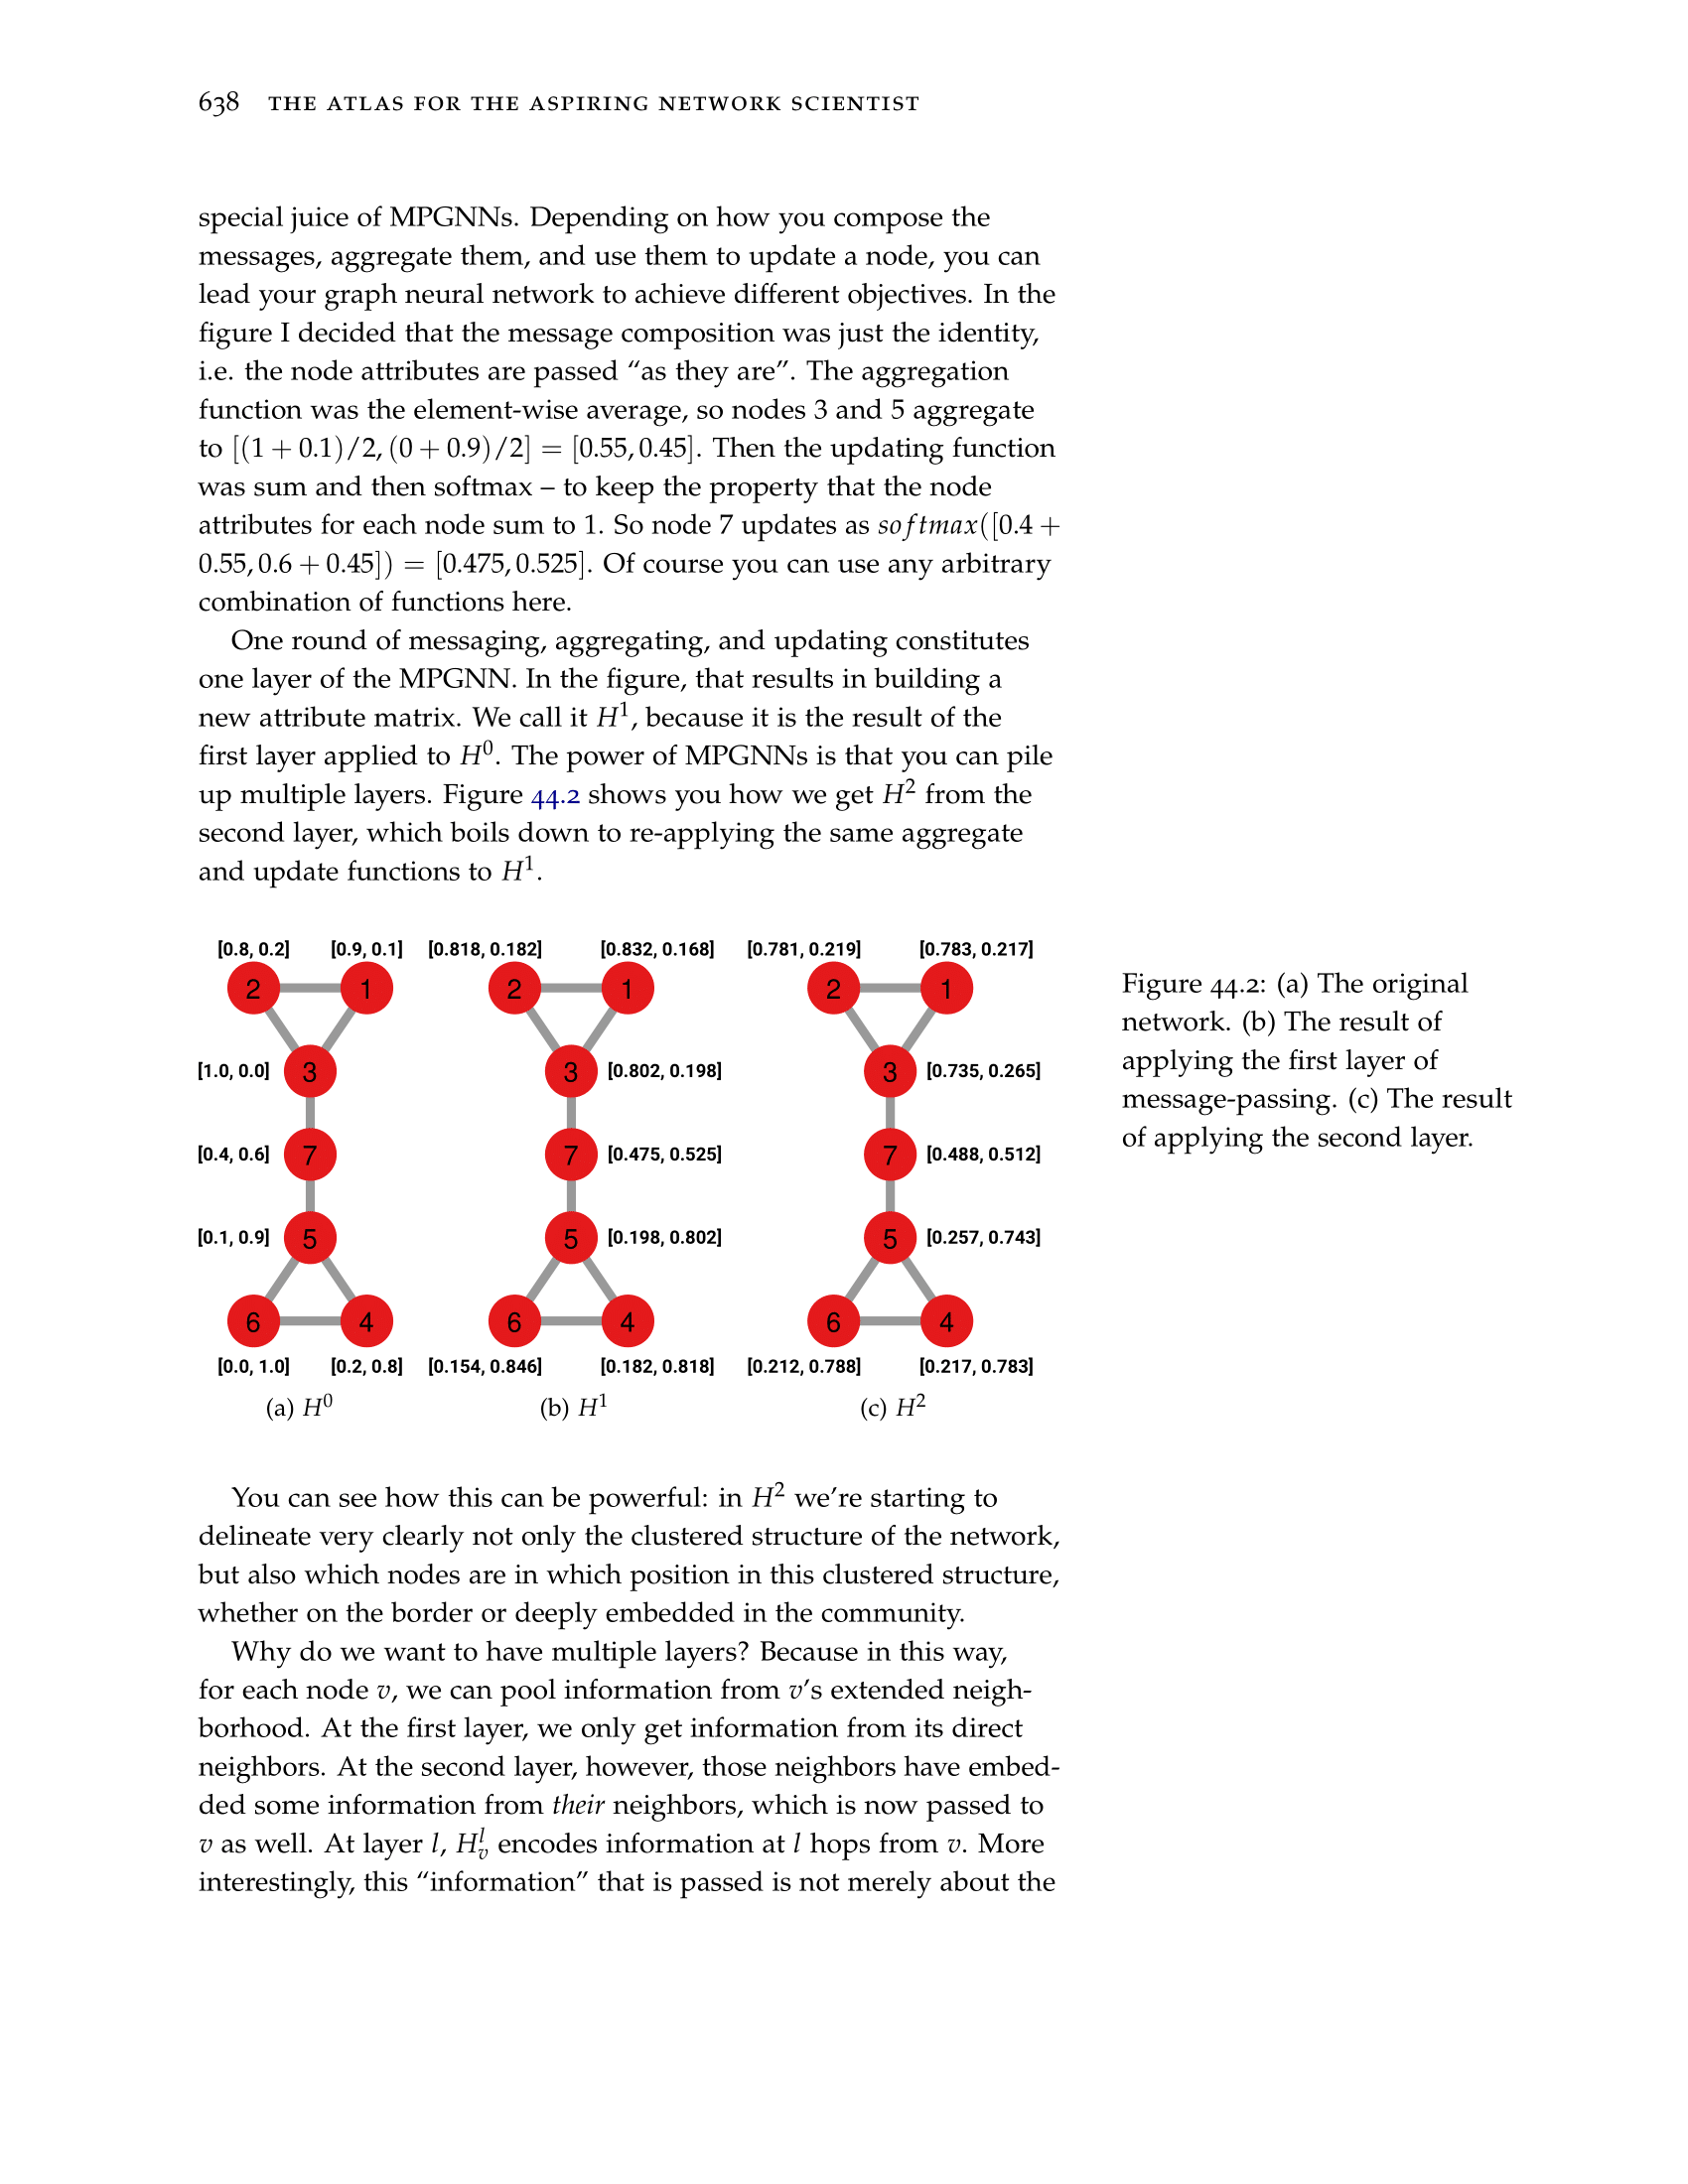 638 THE ATLAS FOR THE ASPIRING NETWORK SCIENTIST
special juice of MPGNNs. Depending on how you compose the
messages, aggregate them, and use them to update a node, you can
lead your graph neural network to achieve different objectives. In the
figure I decided that the message composition was just the identity,
i.e. the node attributes are passed “as they are”. The aggregation
function was the element-wise average, so nodes 3 and 5 aggregate
to [(1 + 0.1)/2, (0 + 0.9)/2] = [0.55, 0.45]. Then the updating function
was sum and then softmax – to keep the property that the node
attributes for each node sum to 1. So node 7 updates as softmax([0.4 +
0.55, 0.6 + 0.45]) = [0.475, 0.525]. Of course you can use any arbitrary
combination of functions here.
One round of messaging, aggregating, and updating constitutes
one layer of the MPGNN. In the figure, that results in building a
new attribute matrix. We call it H¹, because it is the result of the
first layer applied to H⁰. The power of MPGNNs is that you can pile
up multiple layers. Figure 44.2 shows you how we get H² from the
second layer, which boils down to re-applying the same aggregate
and update functions to H¹.
[0.8, 0.2] [0.9, 0.1]
2 1
[1.0, 0.0] 3
[0.4, 0.6] 7
[0.1, 0.9] 5
6 4
[0.0, 1.0] [0.2, 0.8]
(a) H⁰
[0.818, 0.182] [0.832, 0.168]
2 1
3 [0.802, 0.198]
7 [0.475, 0.525]
5 [0.198, 0.802]
6 4
[0.154, 0.846] [0.182, 0.818]
(b) H¹
[0.781, 0.219] [0.783, 0.217]
2 1
3 [0.735, 0.265]
7 [0.488, 0.512]
5 [0.257, 0.743]
6 4
[0.212, 0.788] [0.217, 0.783]
(c) H²
Figure 44.2: (a) The original
network. (b) The result of
applying the first layer of
message-passing. (c) The result
of applying the second layer.
You can see how this can be powerful: in H² we’re starting to
delineate very clearly not only the clustered structure of the network,
but also which nodes are in which position in this clustered structure,
whether on the border or deeply embedded in the community.
Why do we want to have multiple layers? Because in this way,
for each node v, we can pool information from v’s extended neigh-
borhood. At the first layer, we only get information from its direct
neighbors. At the second layer, however, those neighbors have embed-
ded some information from their neighbors, which is now passed to
v as well. At layer l, Hᵥˡ encodes information at l hops from v. More
interestingly, this “information” that is passed is not merely about the